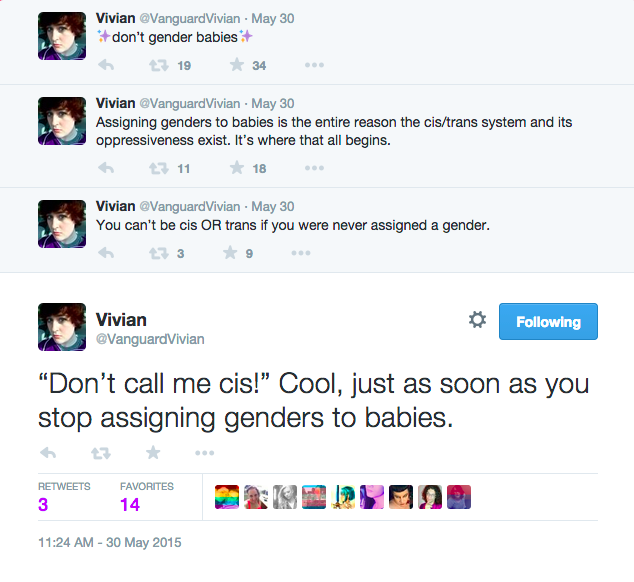 Vivian @VanguardVivian · May 30
✨don't gender babies✨
19 34
Vivian @VanguardVivian · May 30
Assigning genders to babies is the entire reason the cis/trans system and its
oppressiveness exist. It's where that all begins.
11 18
Vivian @VanguardVivian · May 30
You can't be cis OR trans if you were never assigned a gender.
3 9
Vivian
@VanguardVivian
Following
“Don’t call me cis!” Cool, just as soon as you
stop assigning genders to babies.
RETWEETS FAVORITES
3 14
11:24 AM - 30 May 2015